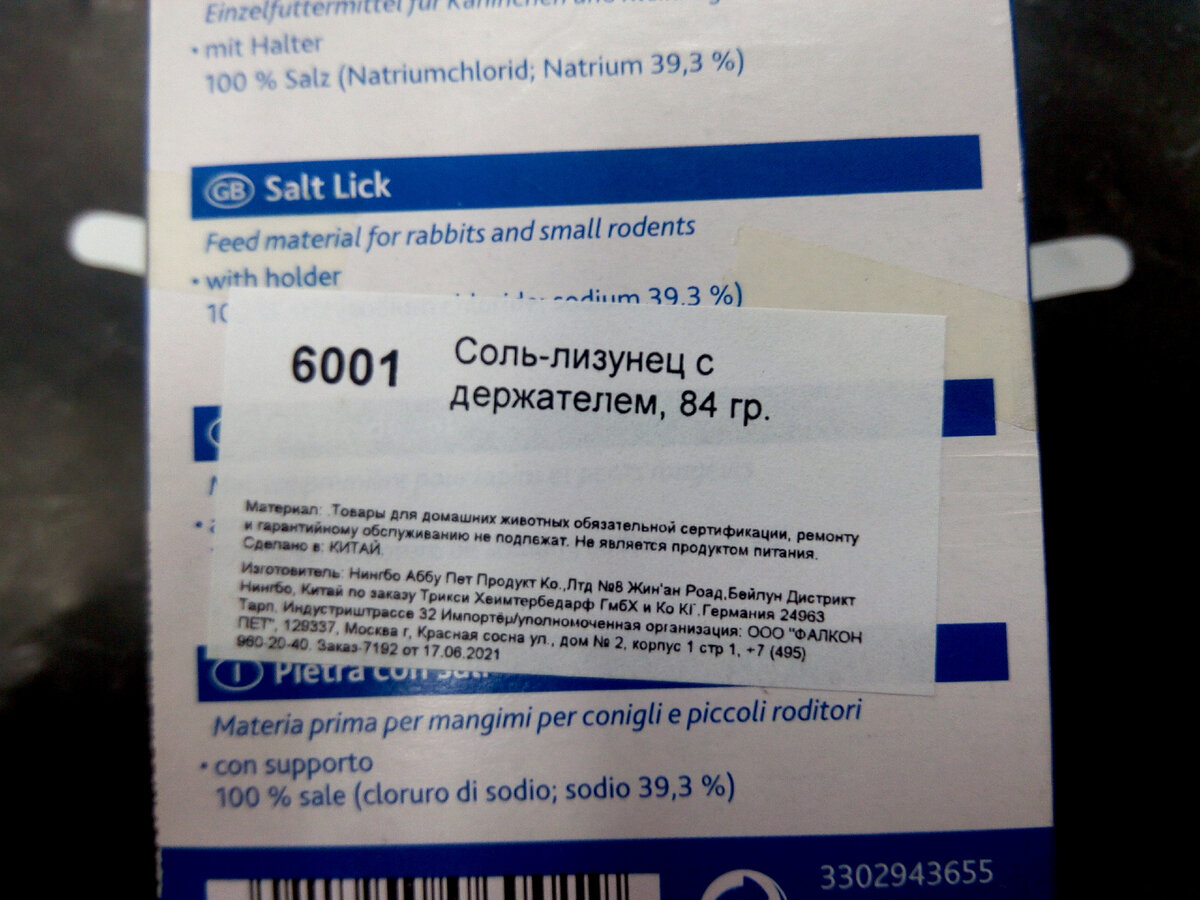 Einzelfuttermittel für Kaninchen und
• mit Halter
100 % Salz (Natriumchlorid; Natrium 39,3 %)
GB Salt Lick
Feed material for rabbits and small rodents
• with holder
sodium 39,3 %)
6001
Соль-лизунец с
держателем, 84 гр.
Материал: .Товары для домашних животных обязательной сертификации, ремонту
и гарантийному обслуживанию не подлежат. Не является продуктом питания.
Сделано в: КИТАЙ.
Изготовитель: Нингбо Аббу Пет Продукт Ко.,Лтд №8 Жин'ан Роад,Бейлун Дистрикт
Нингбо, Китай по заказу Трикси Хеимтербедарф ГмбХ и Ко КГ.Германия 24963
Тарп, Индустриштрассе 32 Импортёр/уполномоченная организация: ООО "ФАЛКОН
ПЕТ", 129337, Москва г, Красная сосна ул., дом № 2, корпус 1 стр 1, +7 (495)
960-20-40. Заказ-7192 от 17.06.2021
I Pietra con
Materia prima per mangimi per conigli e piccoli roditori
• con supporto
100 % sale (cloruro di sodio; sodio 39,3 %)
3302943655